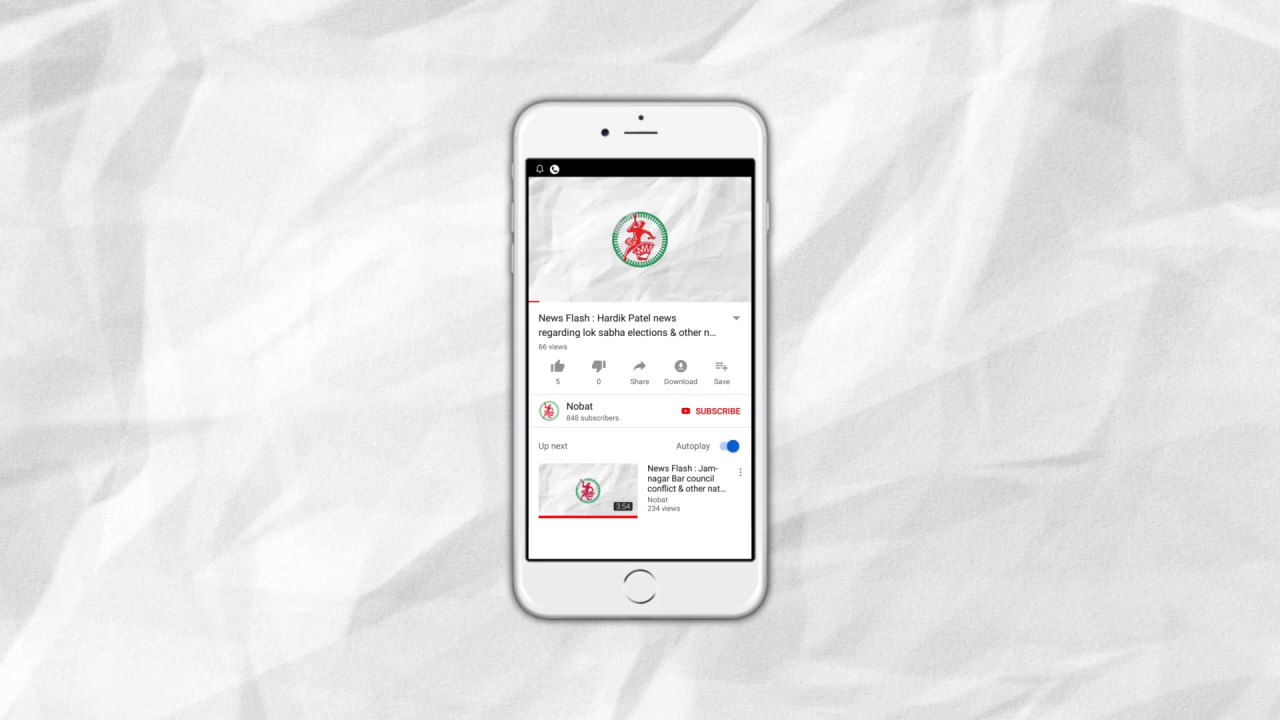 News Flash : Hardik Patel news
regarding lok sabha elections & other n...
66 views
5
0
Share
Download
Save
Nobat
848 subscribers
SUBSCRIBE
Up next
Autoplay
3:54
News Flash : Jam-
nagar Bar council
conflict & other nat...
Nobat
234 views